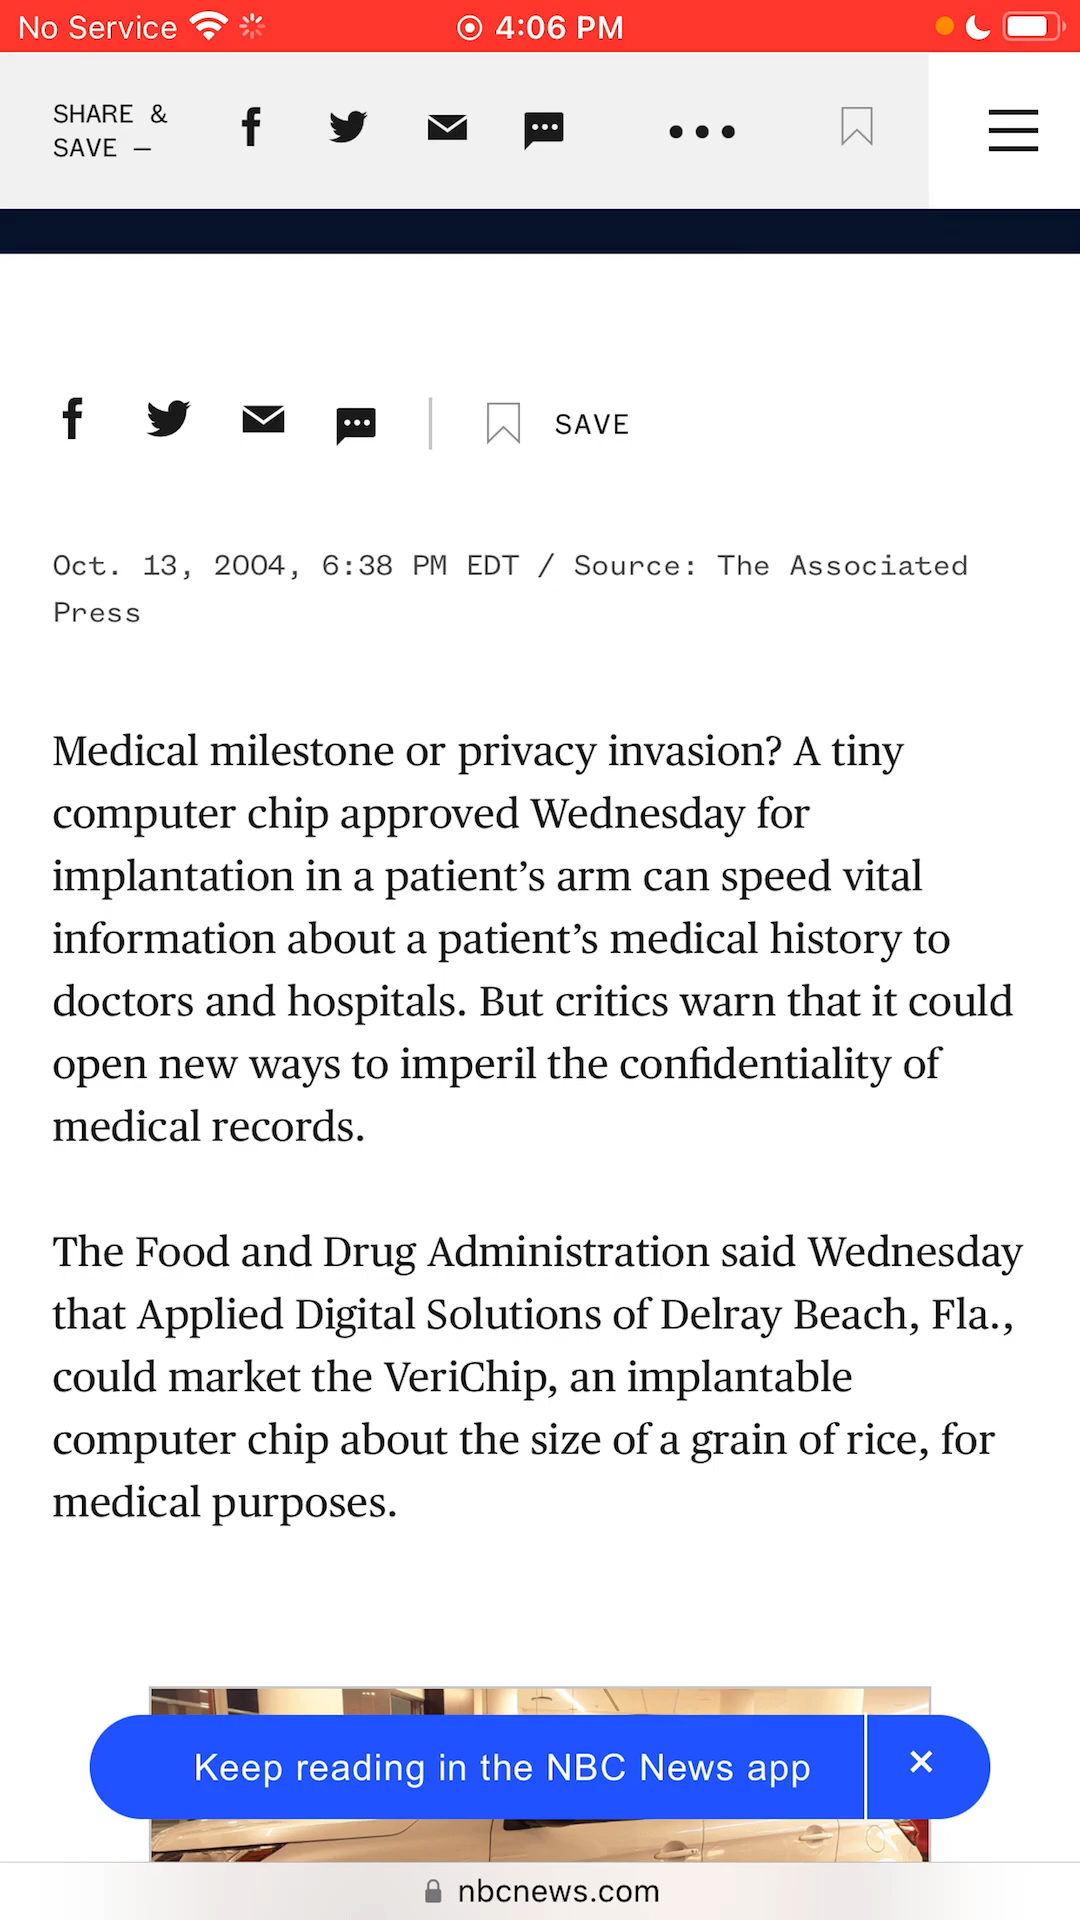 No Service 4:06 PM
SHARE &
SAVE —
SAVE
Oct. 13, 2004, 6:38 PM EDT / Source: The Associated
Press
Medical milestone or privacy invasion? A tiny
computer chip approved Wednesday for
implantation in a patient’s arm can speed vital
information about a patient’s medical history to
doctors and hospitals. But critics warn that it could
open new ways to imperil the confidentiality of
medical records.
The Food and Drug Administration said Wednesday
that Applied Digital Solutions of Delray Beach, Fla.,
could market the VeriChip, an implantable
computer chip about the size of a grain of rice, for
medical purposes.
Keep reading in the NBC News app
nbcnews.com